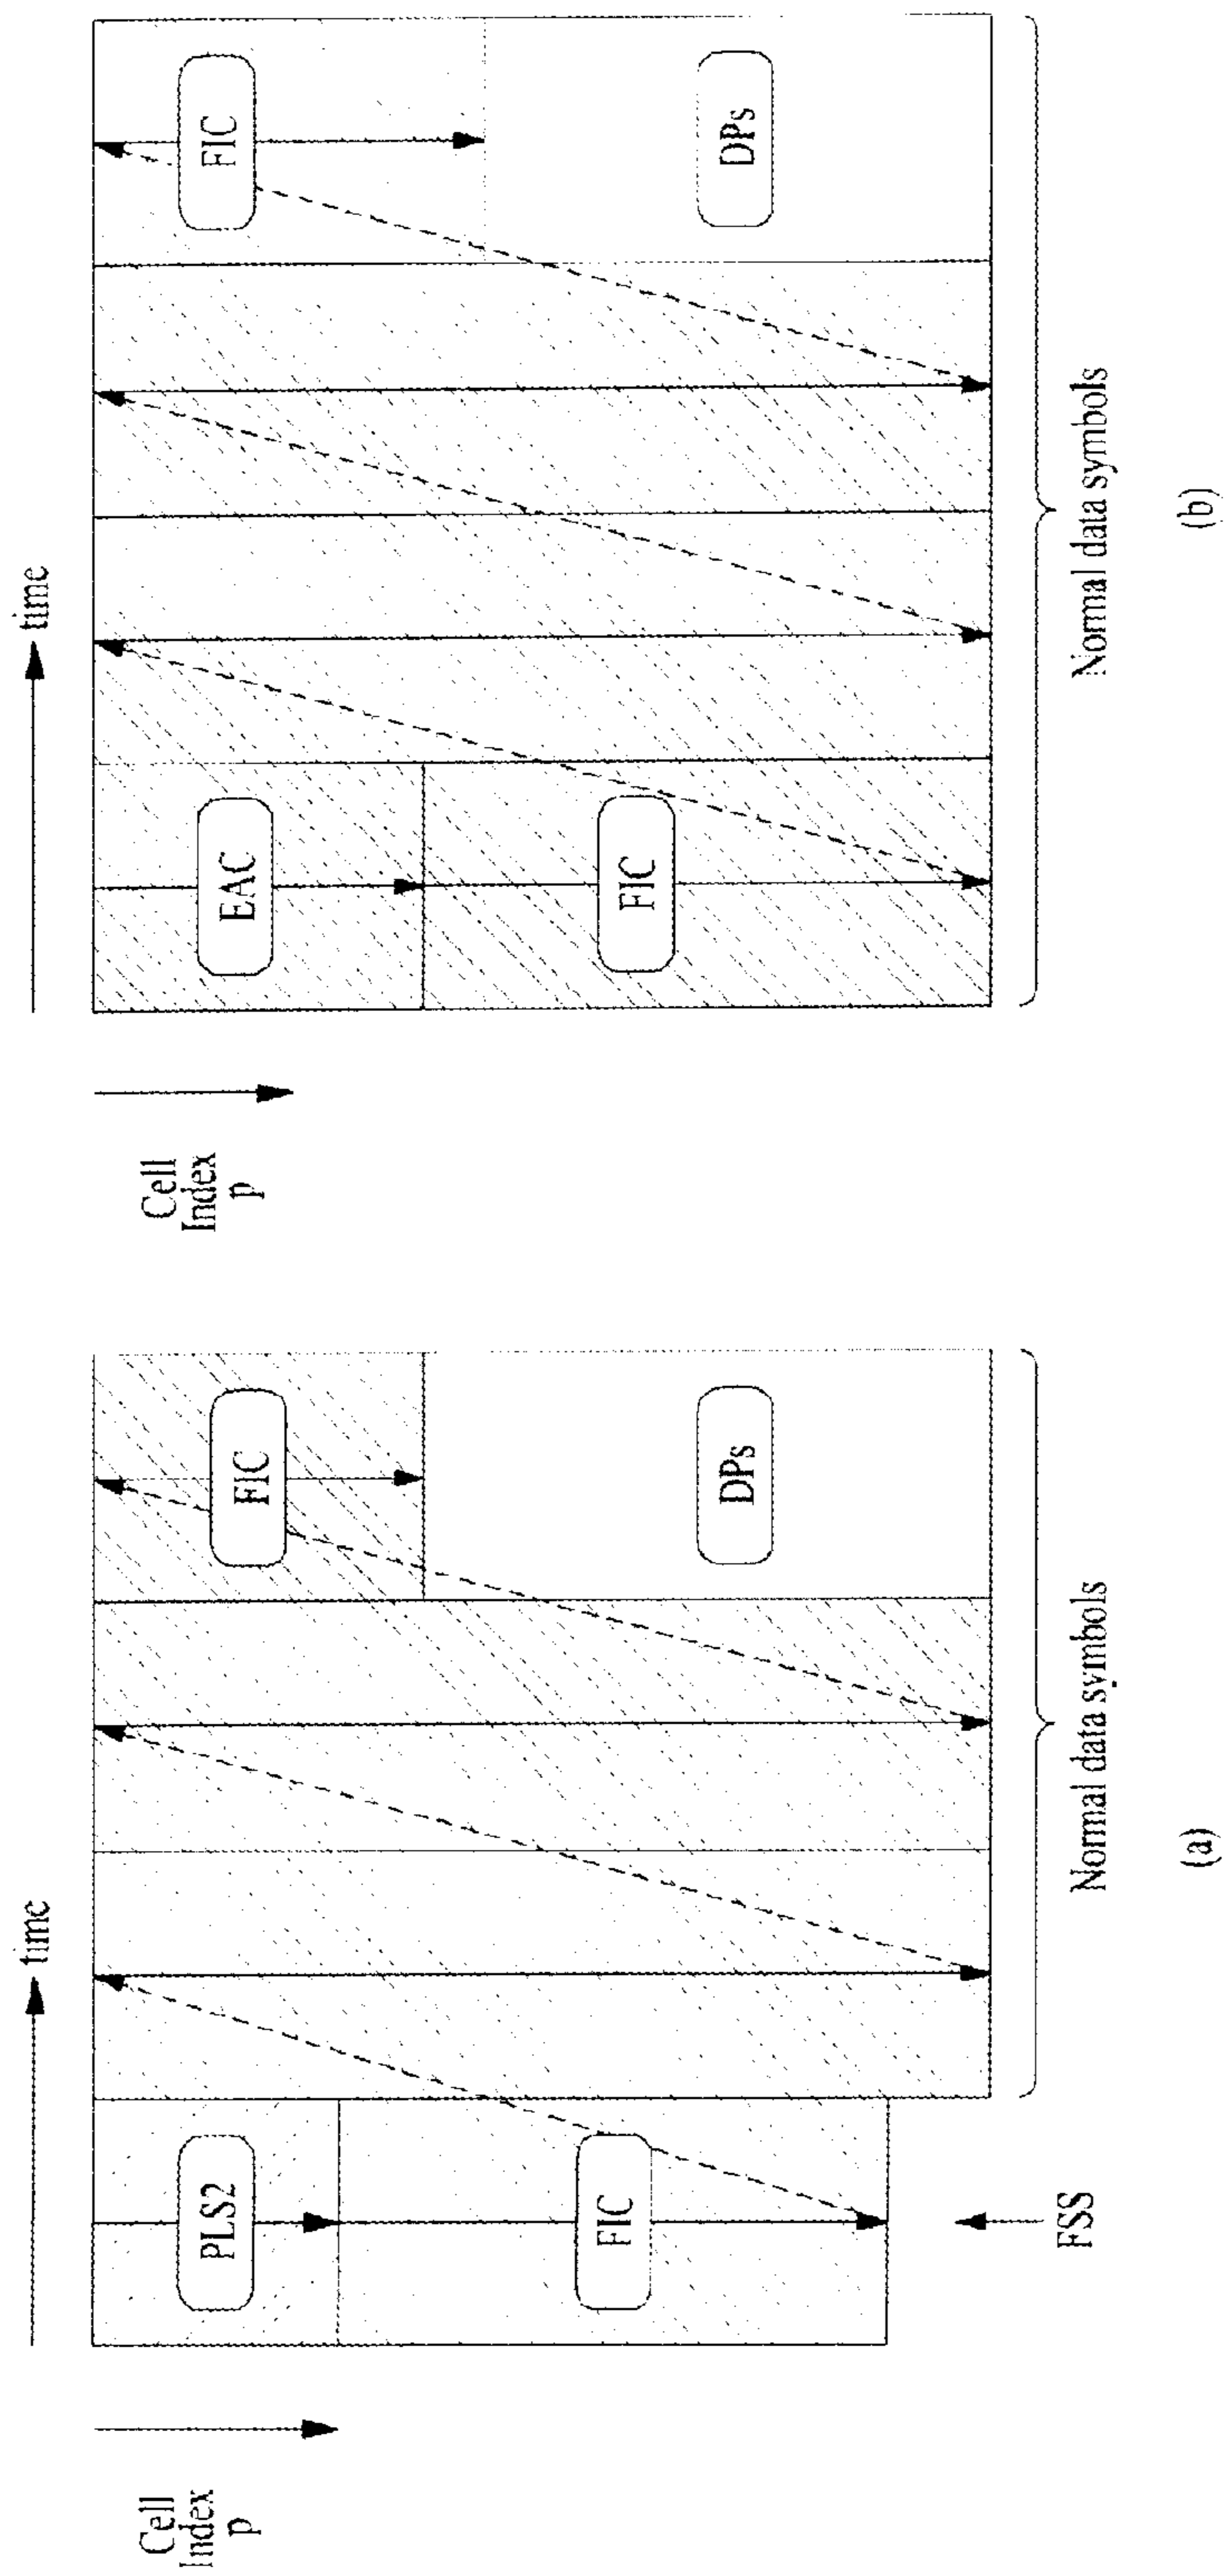 time
Cell
Index
p
PLS2
FIC
FIC
DPs
FSS
Normal data symbols
(a)
time
Cell
Index
p
EAC
FIC
FIC
DPs
Normal data symbols
(b)